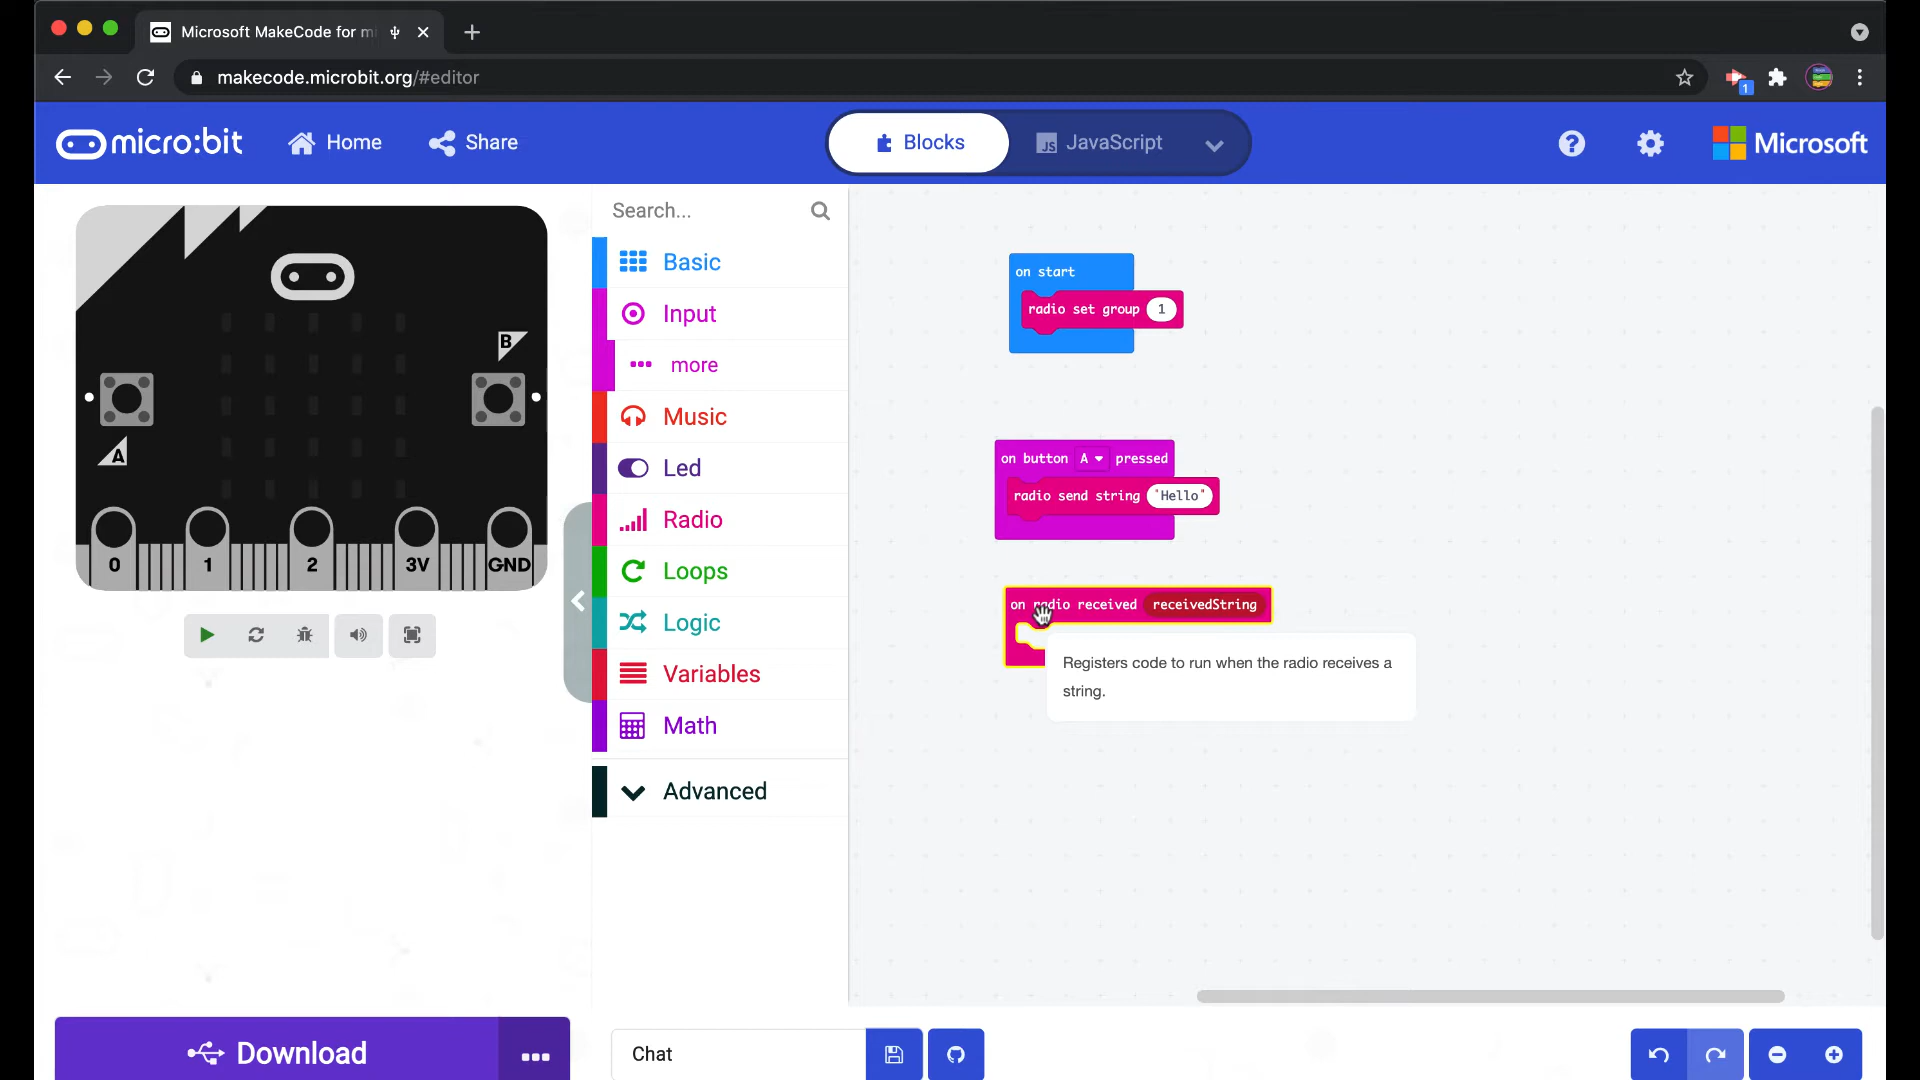 Microsoft MakeCode for mi
makecode.microbit.org/#editor
1
micro:bit
Home
Share
Blocks
JS
JavaScript
Microsoft
Search...
Basic
Input
more
Music
Led
Radio
Loops
Logic
Variables
Math
Advanced
B
A
0
1
2
3V
GND
on start
radio set group 1
on button A pressed
radio send string "Hello"
on radio received receivedString
Registers code to run when the radio receives a
string.
Download
...
Chat